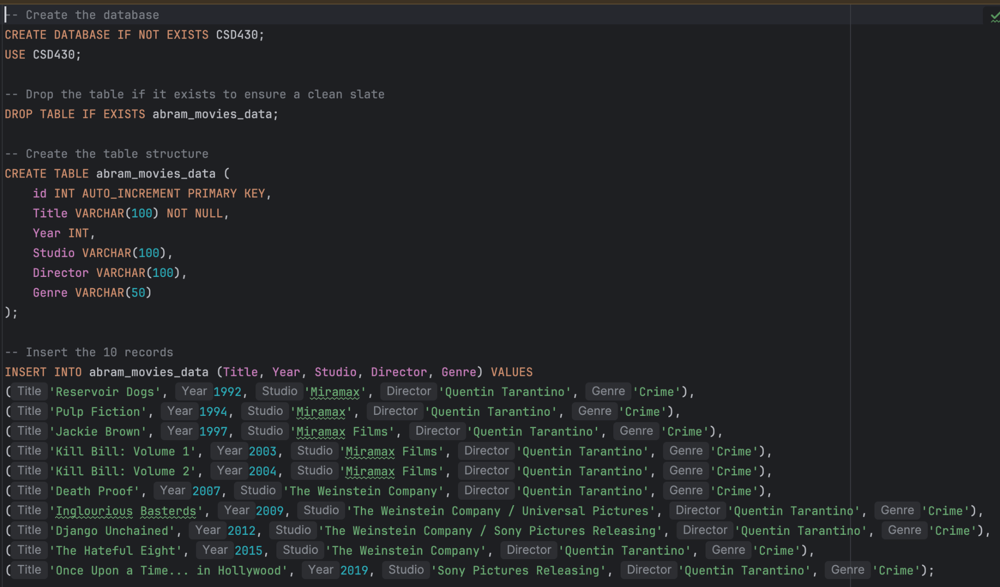 -- Create the database
CREATE DATABASE IF NOT EXISTS CSD430;
USE CSD430;
-- Drop the table if it exists to ensure a clean slate
DROP TABLE IF EXISTS abram_movies_data;
-- Create the table structure
CREATE TABLE abram_movies_data (
    id INT AUTO_INCREMENT PRIMARY KEY,
    Title VARCHAR(100) NOT NULL,
    Year INT,
    Studio VARCHAR(100),
    Director VARCHAR(100),
    Genre VARCHAR(50)
);
-- Insert the 10 records
INSERT INTO abram_movies_data (Title, Year, Studio, Director, Genre) VALUES
( Title 'Reservoir Dogs', Year 1992, Studio 'Miramax', Director 'Quentin Tarantino', Genre 'Crime'),
( Title 'Pulp Fiction', Year 1994, Studio 'Miramax', Director 'Quentin Tarantino', Genre 'Crime'),
( Title 'Jackie Brown', Year 1997, Studio 'Miramax Films', Director 'Quentin Tarantino', Genre 'Crime'),
( Title 'Kill Bill: Volume 1', Year 2003, Studio 'Miramax Films', Director 'Quentin Tarantino', Genre 'Crime'),
( Title 'Kill Bill: Volume 2', Year 2004, Studio 'Miramax Films', Director 'Quentin Tarantino', Genre 'Crime'),
( Title 'Death Proof', Year 2007, Studio 'The Weinstein Company', Director 'Quentin Tarantino', Genre 'Crime'),
( Title 'Inglourious Basterds', Year 2009, Studio 'The Weinstein Company / Universal Pictures', Director 'Quentin Tarantino', Genre 'Crime'),
( Title 'Django Unchained', Year 2012, Studio 'The Weinstein Company / Sony Pictures Releasing', Director 'Quentin Tarantino', Genre 'Crime'),
( Title 'The Hateful Eight', Year 2015, Studio 'The Weinstein Company', Director 'Quentin Tarantino', Genre 'Crime'),
( Title 'Once Upon a Time... in Hollywood', Year 2019, Studio 'Sony Pictures Releasing', Director 'Quentin Tarantino', Genre 'Crime');